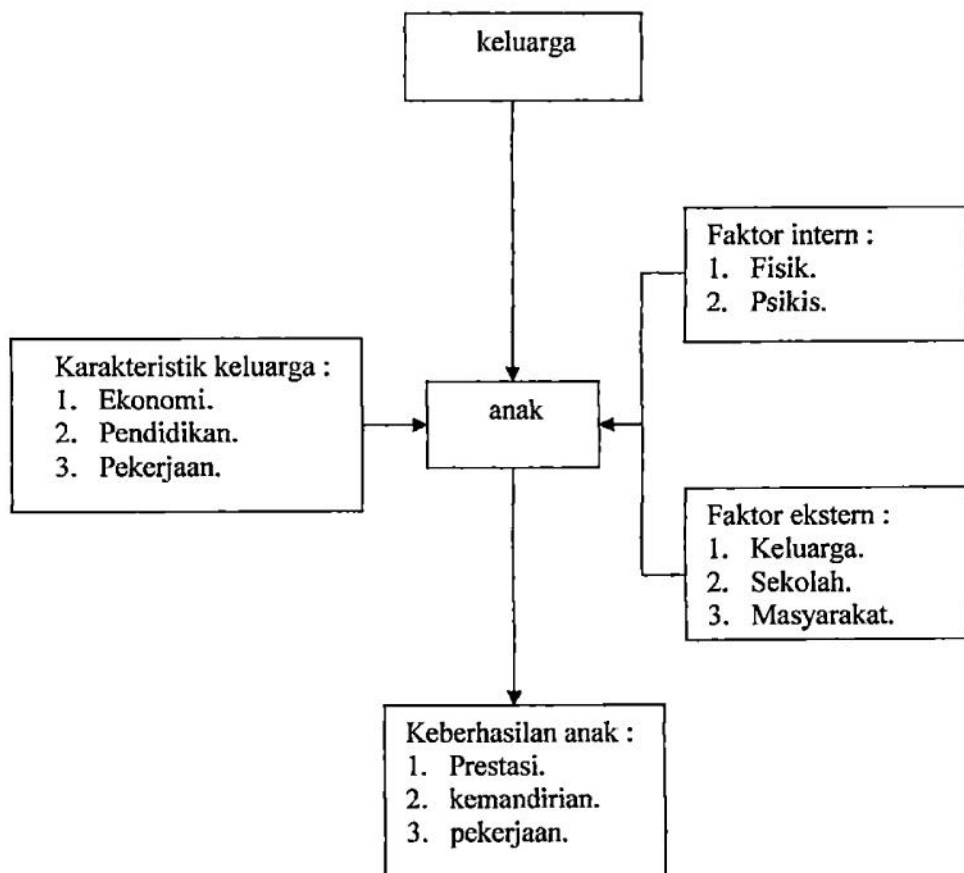 keluarga
Faktor intern :
1. Fisik.
2. Psikis.
Karakteristik keluarga :
1. Ekonomi.
2. Pendidikan.
3. Pekerjaan.
anak
Faktor ekstern :
1. Keluarga.
2. Sekolah.
3. Masyarakat.
Keberhasilan anak :
1. Prestasi.
2. kemandirian.
3. pekerjaan.